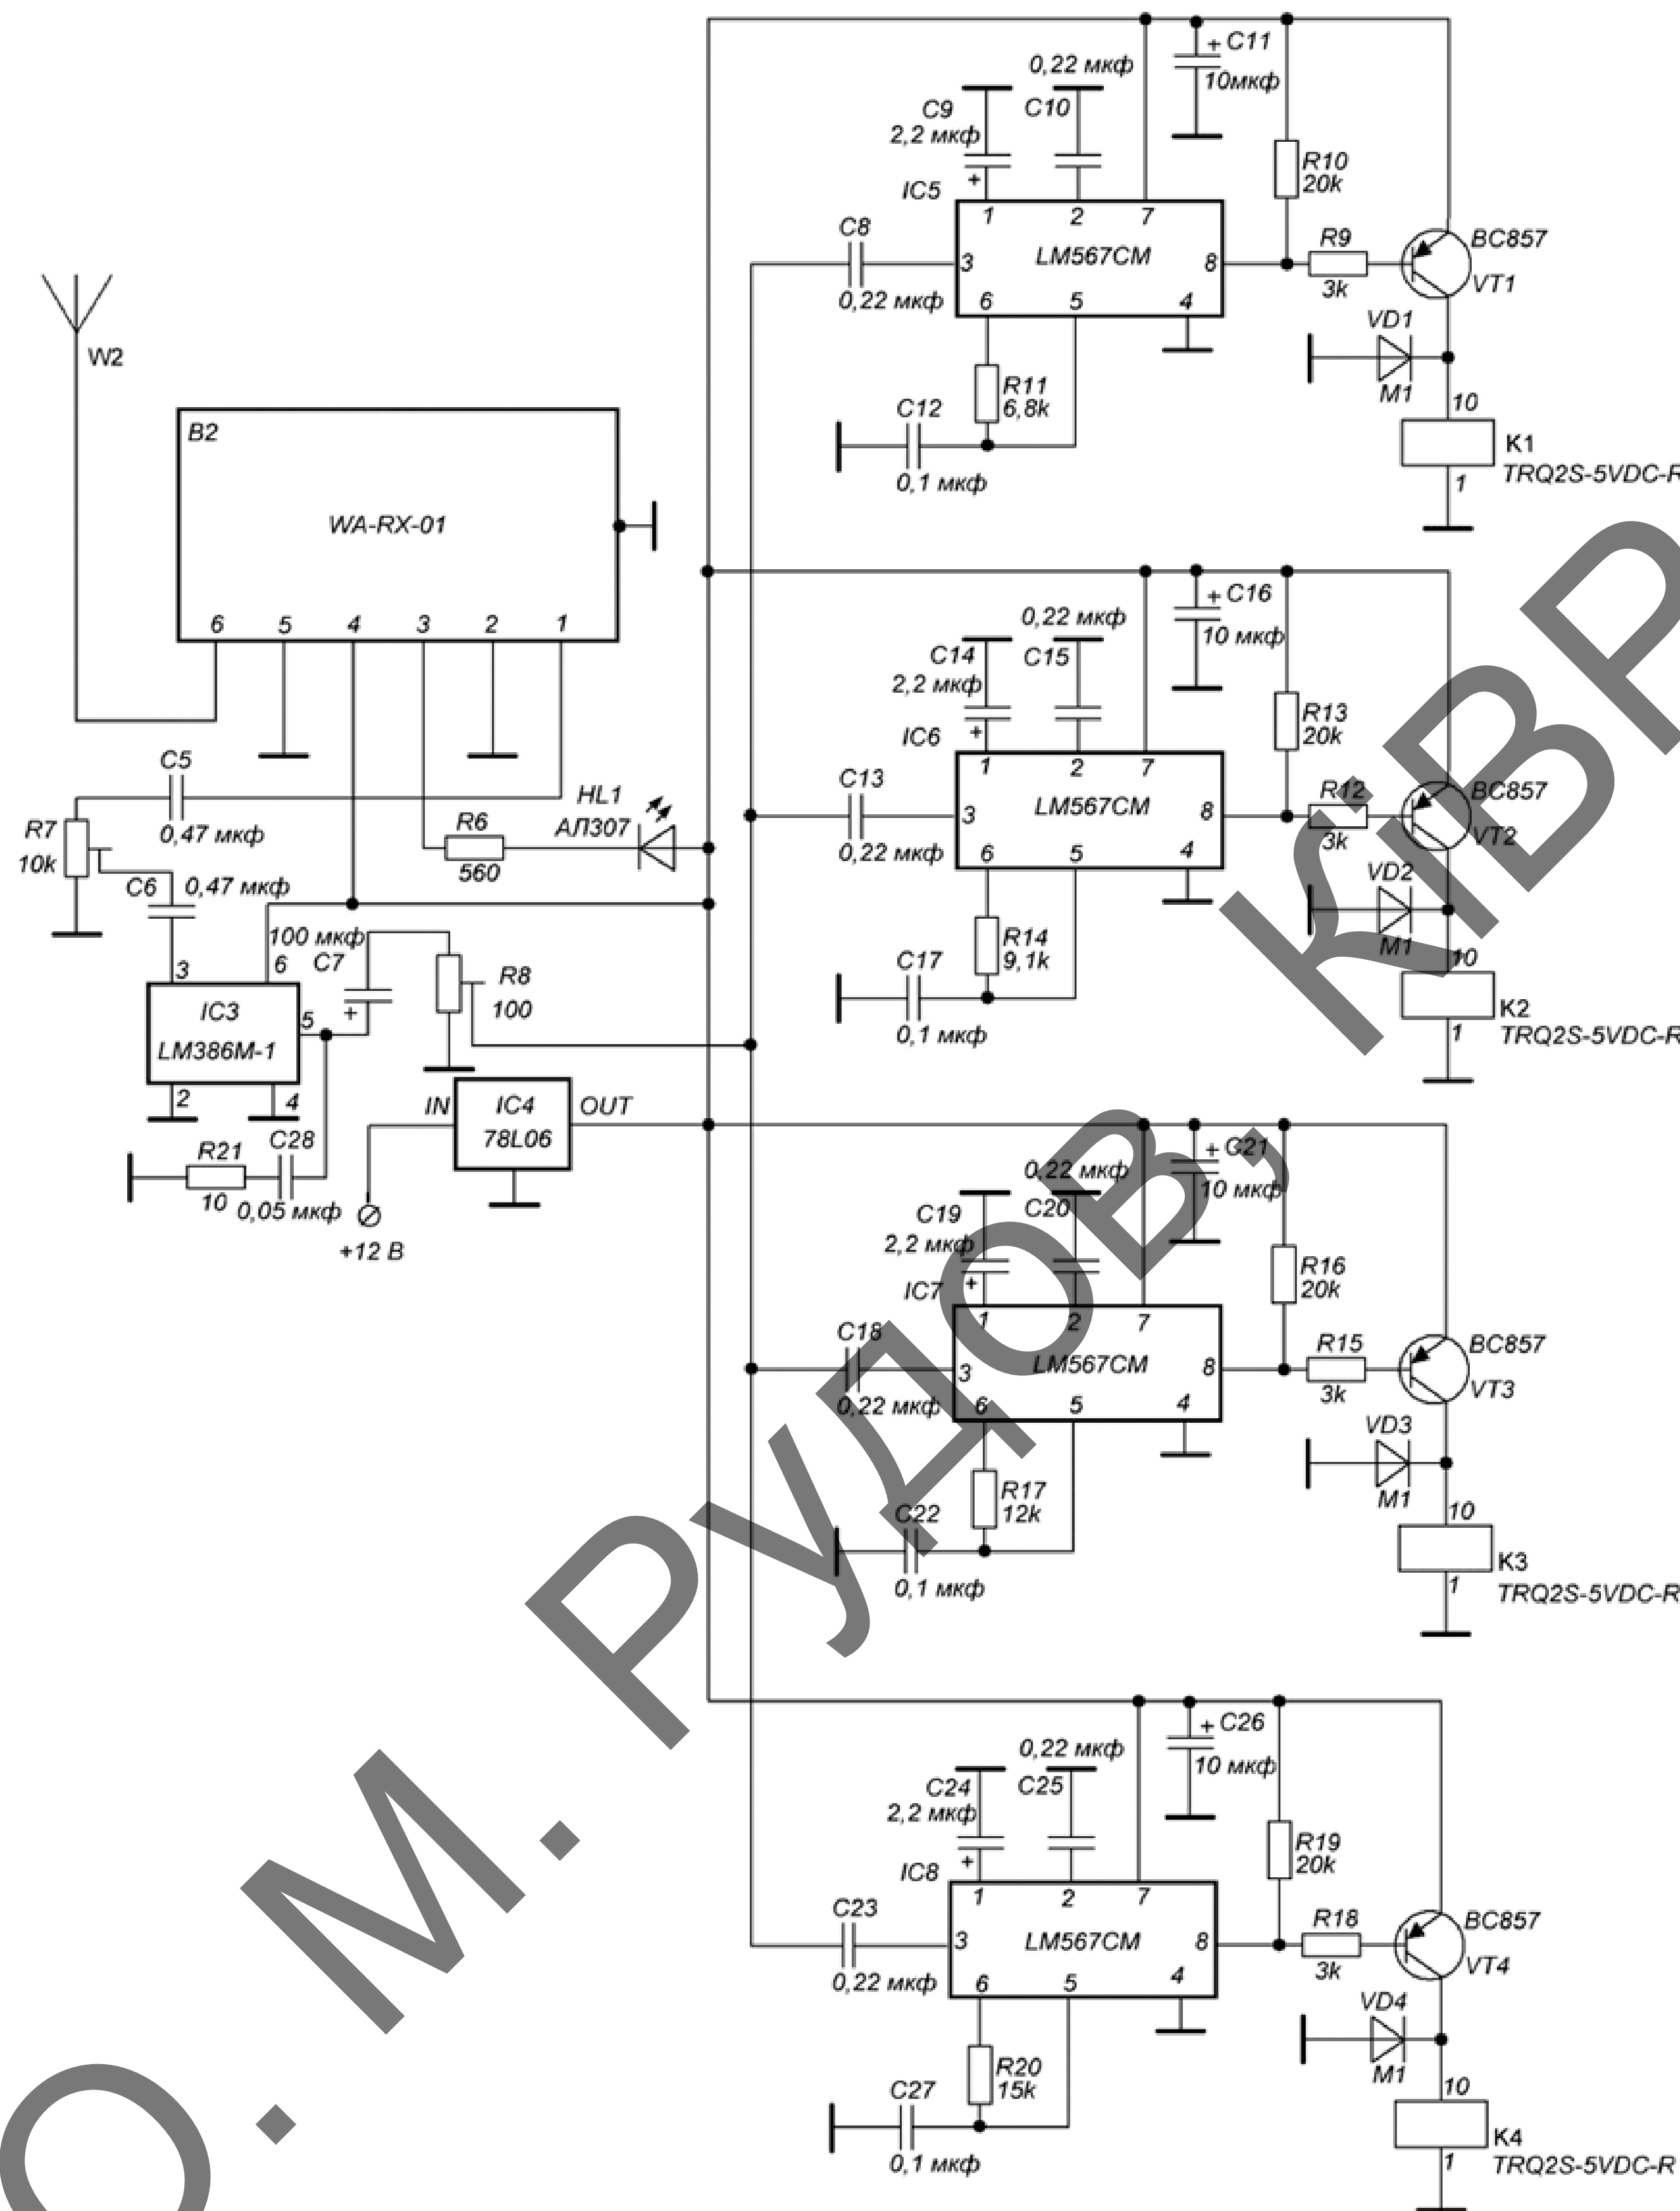 W2
B2
WA-RX-01
6 5 4 3 2 1
C5
0,47 мкф
R7
10k
C6 0,47 мкф
HL1
АЛ307
R6
560
100 мкф
C7
+
R8
100
3 6
IC3
LM386M-1
5
2 4
R21
10
C28
0,05 мкф
IN
IC4
78L06
OUT
+12 В
+ C11
10мкф
0,22 мкф
C10
C9
2,2 мкф
+
IC5
R10
20k
C8
0,22 мкф
1 2 7
3 LM567CM 8
6 5 4
R9
3k
BC857
VT1
VD1
M1
R11
6,8k
C12
0,1 мкф
10
K1
TRQ2S-5VDC-R
1
+ C16
10 мкф
0,22 мкф
C15
C14
2,2 мкф
+
IC6
R13
20k
C13
0,22 мкф
1 2 7
3 LM567CM 8
6 5 4
R12
3k
BC857
VT2
VD2
M1
R14
9,1k
C17
0,1 мкф
10
K2
TRQ2S-5VDC-R
1
+ C21
10 мкф
0,22 мкф
C20
C19
2,2 мкф
+
IC7
R16
20k
C18
0,22 мкф
1 2 7
3 LM567CM 8
6 5 4
R15
3k
BC857
VT3
VD3
M1
R17
12k
C22
0,1 мкф
10
K3
TRQ2S-5VDC-R
1
+ C26
10 мкф
0,22 мкф
C25
C24
2,2 мкф
+
IC8
R19
20k
C23
0,22 мкф
1 2 7
3 LM567CM 8
6 5 4
R18
3k
BC857
VT4
VD4
M1
R20
15k
C27
0,1 мкф
10
K4
TRQ2S-5VDC-R
1
О. М. РУДОВ, КІВР